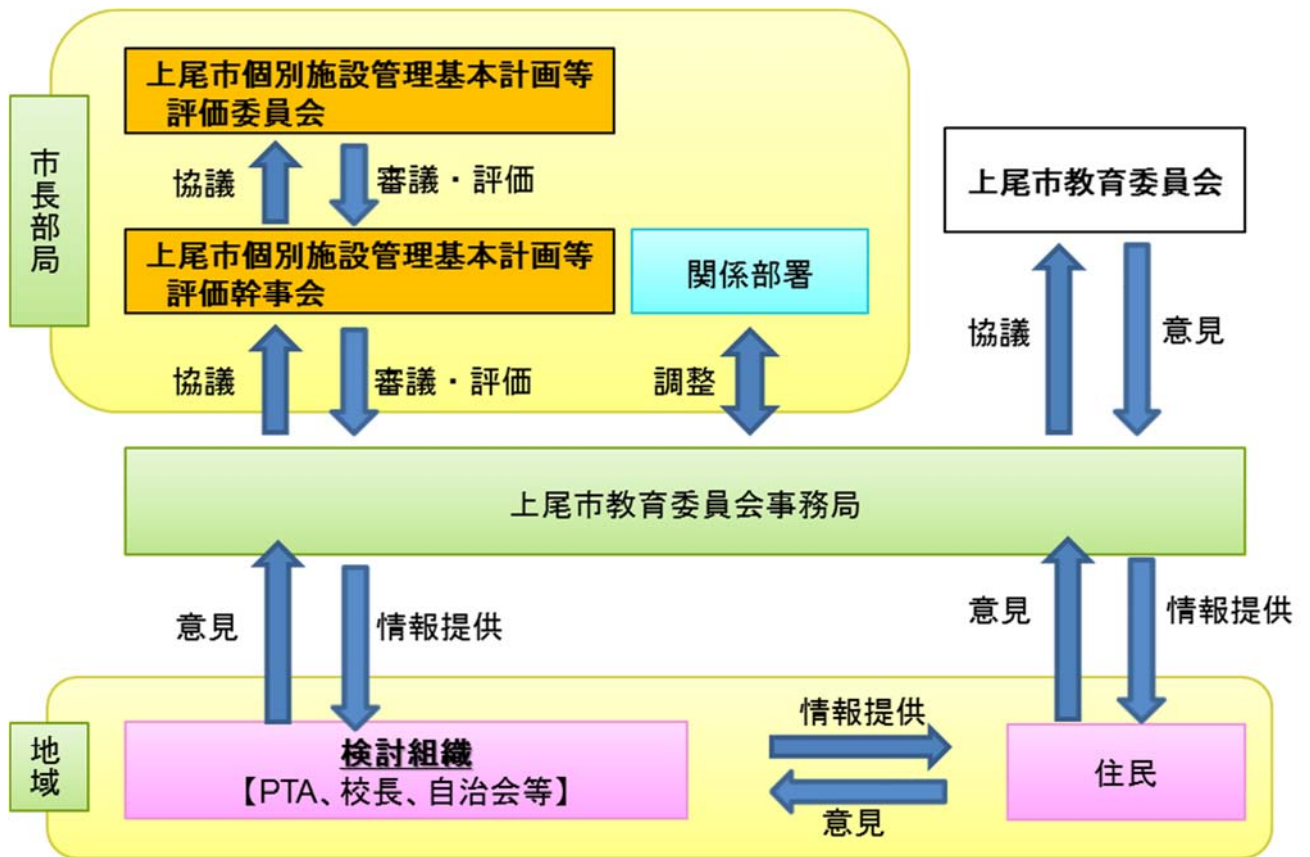 市長部局
上尾市個別施設管理基本計画等
評価委員会
協議
審議・評価
上尾市個別施設管理基本計画等
評価幹事会
関係部署
上尾市教育委員会
協議
審議・評価
調整
協議
意見
上尾市教育委員会事務局
意見
情報提供
意見
情報提供
地域
検討組織
【PTA、校長、自治会等】
情報提供
意見
住民